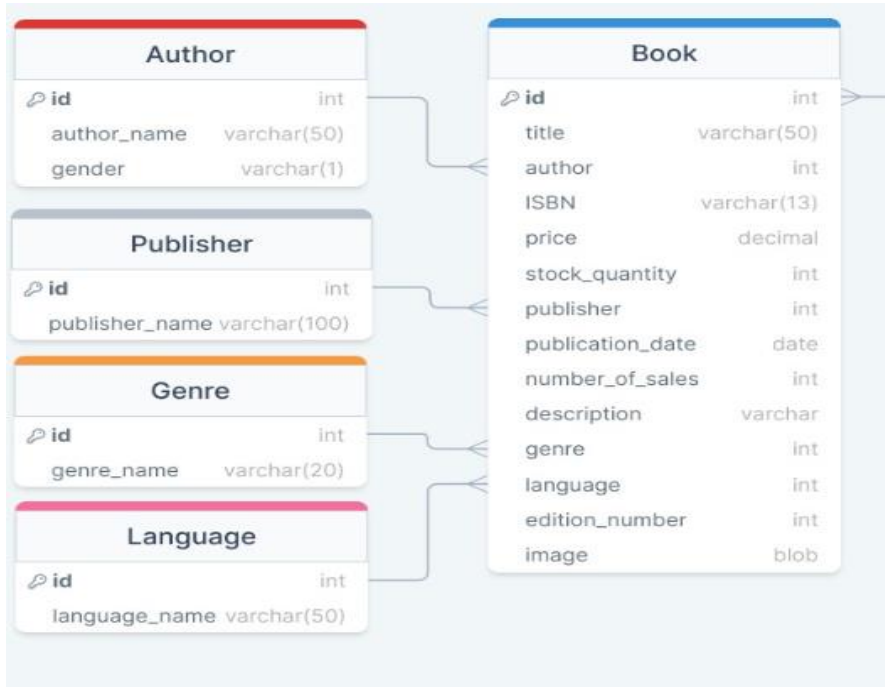 Author
id int
author_name varchar(50)
gender varchar(1)
Publisher
id int
publisher_name varchar(100)
Genre
id int
genre_name varchar(20)
Language
id int
language_name varchar(50)
Book
id int
title varchar(50)
author int
ISBN varchar(13)
price decimal
stock_quantity int
publisher int
publication_date date
number_of_sales int
description varchar
genre int
language int
edition_number int
image blob